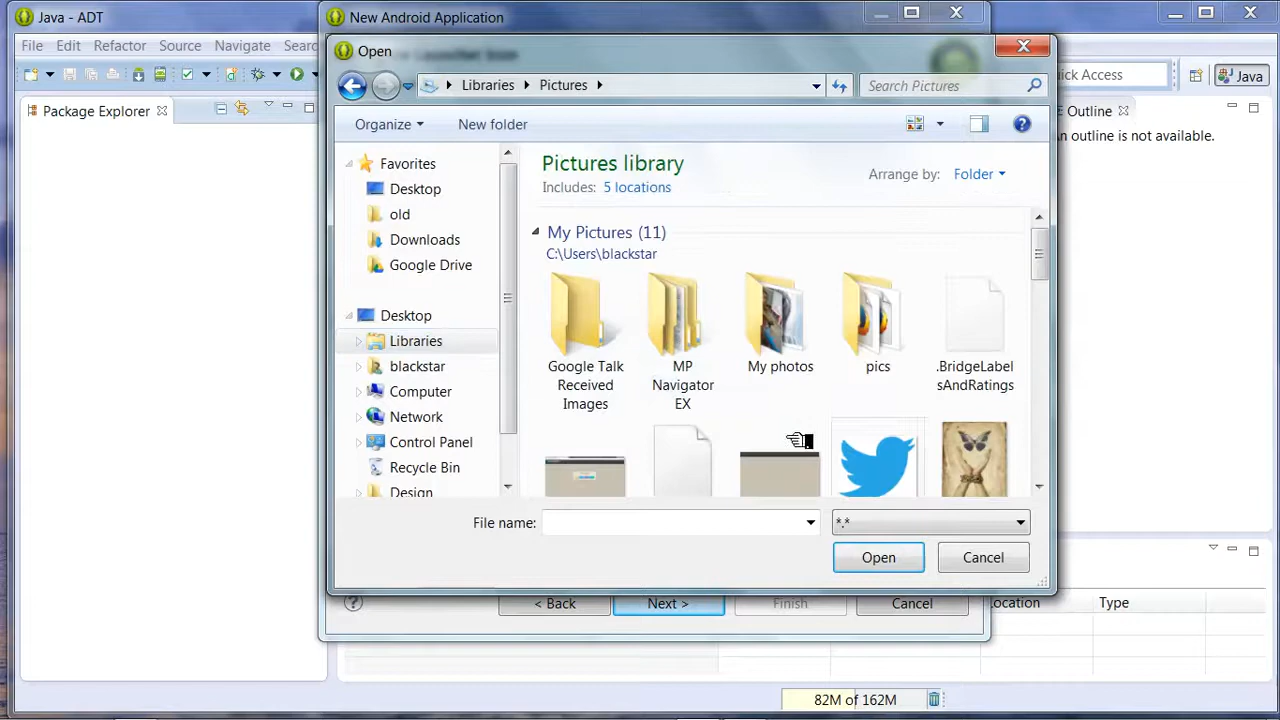 Java - ADT
New Android Application
File Edit Refactor Source Navigate Searc
Open
Libraries Pictures
Search Pictures
Quick Access
Java
Package Explorer
Organize New folder
Outline
An outline is not available.
Favorites
Desktop
old
Downloads
Google Drive
Desktop
Libraries
blackstar
Computer
Network
Control Panel
Recycle Bin
Design
Pictures library
Includes: 5 locations
Arrange by: Folder
My Pictures (11)
C:\Users\blackstar
Google Talk
Received
Images
MP
Navigator
EX
My photos
pics
.BridgeLabel
sAndRatings
File name:
*.*
Open Cancel
< Back Next > Finish Cancel
Location Type
82M of 162M